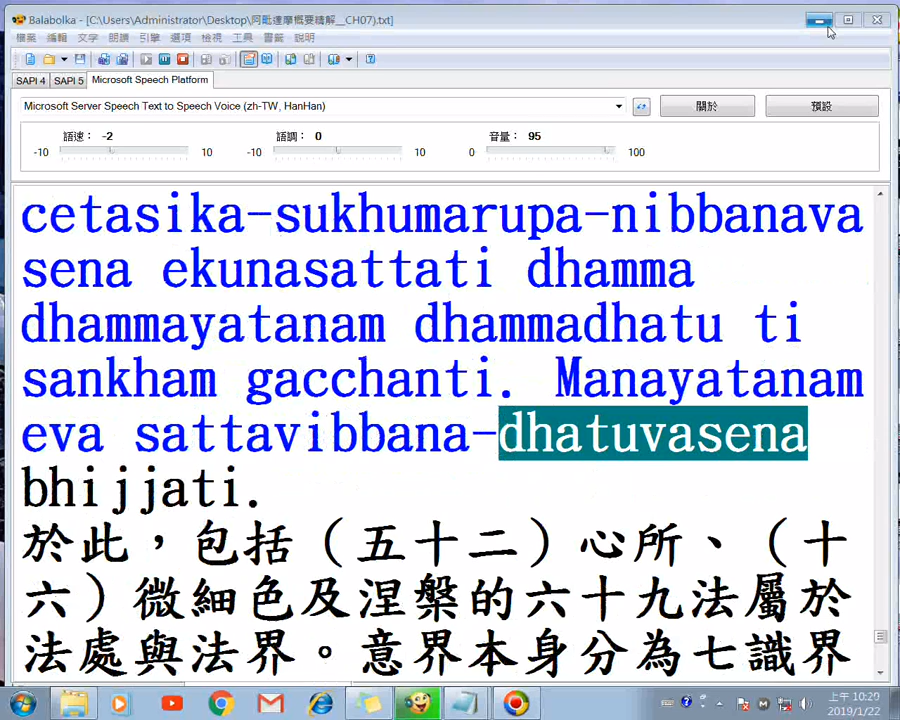 Balabolka - [C:\Users\Administrator\Desktop\阿毗達摩概要精解__CH07).txt]
檔案 編輯 文字 朗讀 引擎 選項 檢視 工具 書籤 說明
SAPI 4 SAPI 5 Microsoft Speech Platform
Microsoft Server Speech Text to Speech Voice (zh-TW, HanHan) 關於 預設
語速： -2 語調： 0 音量： 95
-10 10 -10 10 0 100
cetasika-sukhumarupa-nibbanava
sena ekunasattati dhamma
dhammayatanam dhammadhatu ti
sankham gacchanti. Manayatanam
eva sattavibbana-dhatuvasena
bhijjati.
於此，包括（五十二）心所、（十
六）微細色及涅槃的六十九法屬於
法處與法界。意界本身分為七識界
上午 10:29
2019/1/22